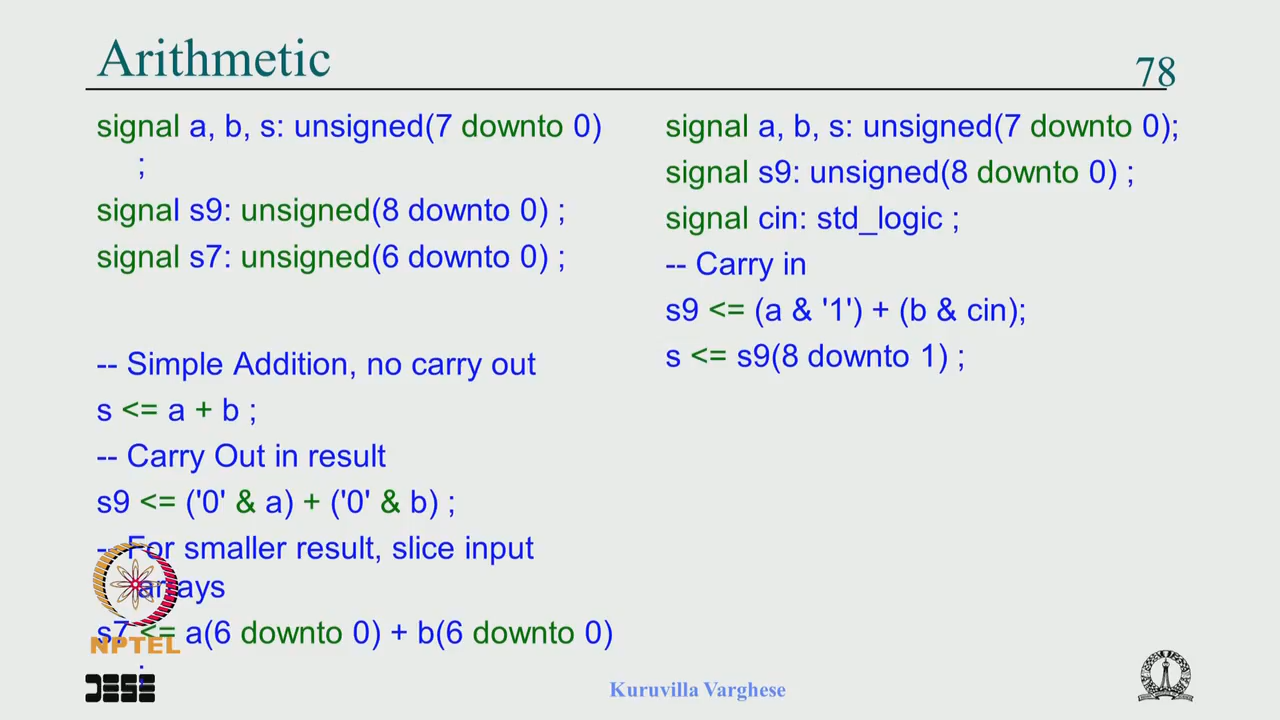 Arithmetic
78
signal a, b, s: unsigned(7 downto 0)
;
signal s9: unsigned(8 downto 0) ;
signal s7: unsigned(6 downto 0) ;
-- Simple Addition, no carry out
s <= a + b ;
-- Carry Out in result
s9 <= ('0' & a) + ('0' & b) ;
-- For smaller result, slice input
arrays
s7 <= a(6 downto 0) + b(6 downto 0)
;
signal a, b, s: unsigned(7 downto 0);
signal s9: unsigned(8 downto 0) ;
signal cin: std_logic ;
-- Carry in
s9 <= (a & '1') + (b & cin);
s <= s9(8 downto 1) ;
NPTEL
DESE
Kuruvilla Varghese